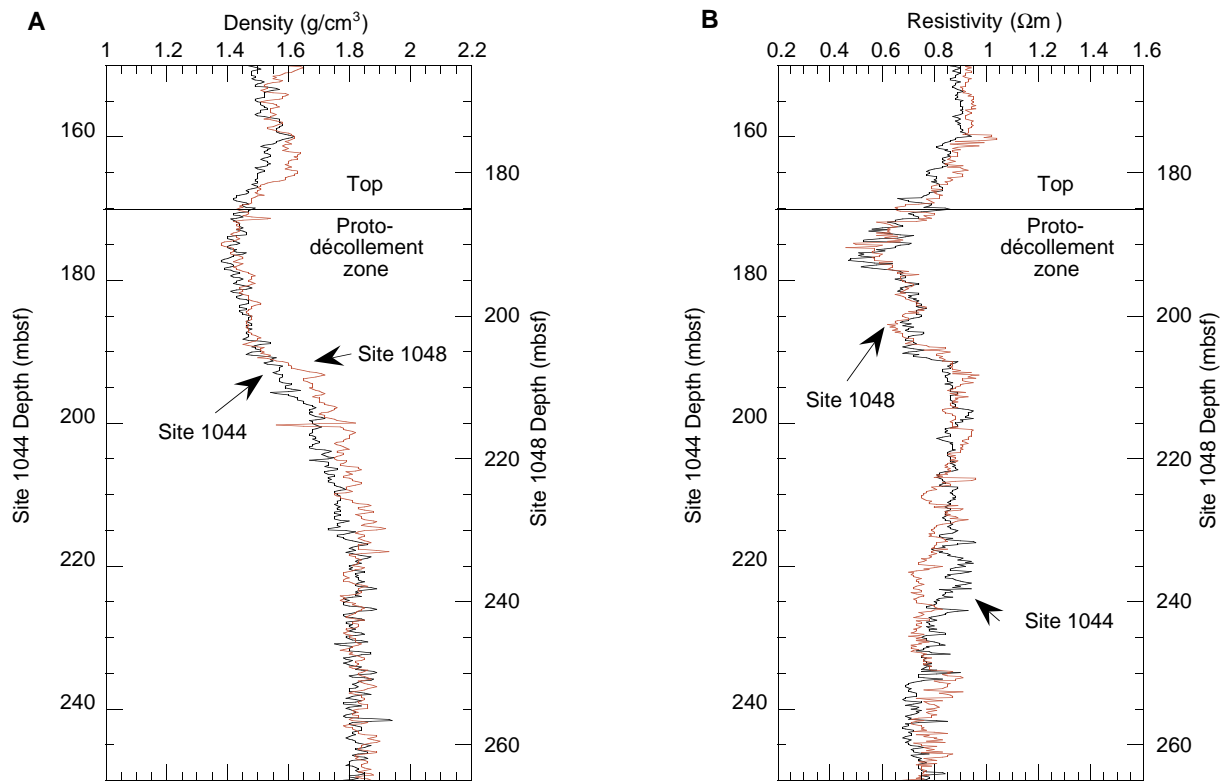 A
Density (g/cm³)
1 1.2 1.4 1.6 1.8 2 2.2
160
180
200
220
240
Site 1044 Depth (mbsf)
180
200
220
240
260
Site 1048 Depth (mbsf)
Top
Proto-
décollement
zone
Site 1048
Site 1044
B
Resistivity (Ωm )
0.2 0.4 0.6 0.8 1 1.2 1.4 1.6
160
180
200
220
240
Site 1044 Depth (mbsf)
180
200
220
240
260
Site 1048 Depth (mbsf)
Top
Proto-
décollement
zone
Site 1048
Site 1044